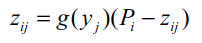 z_{ij} = g(y_j)(P_i − z_{ij})